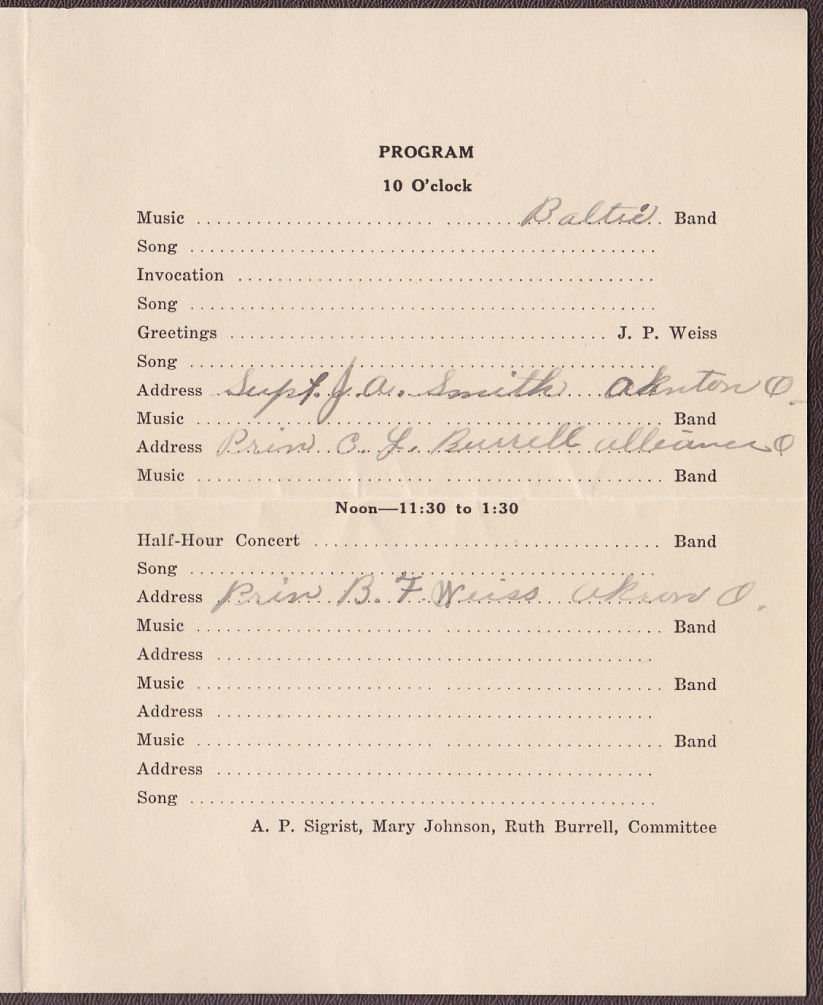 PROGRAM
10 O'clock
Music ........ Baltic Band
Song ........
Invocation ........
Song ........
Greetings ........ J. P. Weiss
Song ........
Address Supt. J. A. Smith O.
Music ........ Band
Address Prin C. L. Burrell alliance O
Music ........ Band
Noon—11:30 to 1:30
Half-Hour Concert ........ Band
Song ........
Address Prin B. F Weiss akron O.
Music ........ Band
Address ........
Music ........ Band
Address ........
Music ........ Band
Address ........
Song ........
A. P. Sigrist, Mary Johnson, Ruth Burrell, Committee